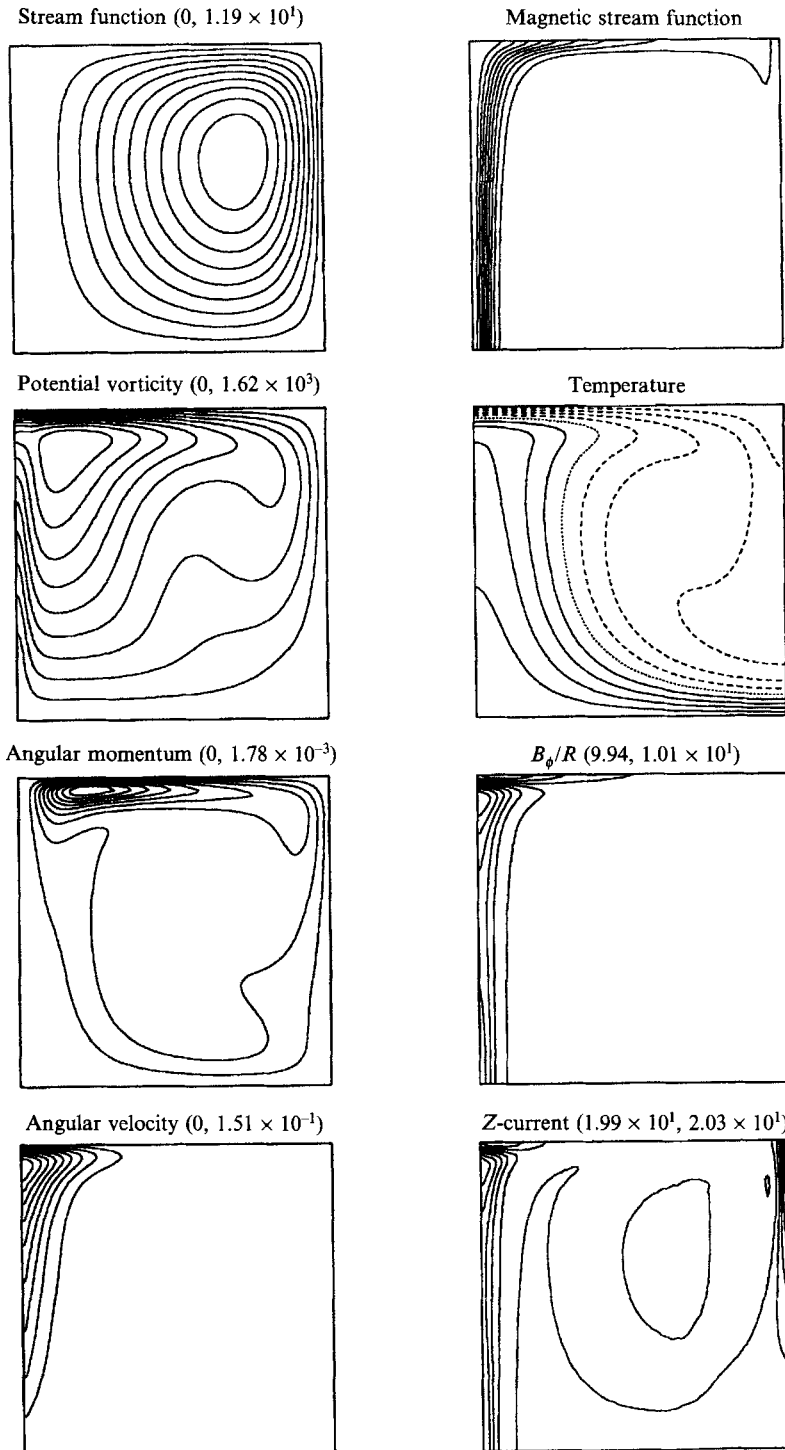 Stream function (0, 1.19 × 10¹)
Magnetic stream function
Potential vorticity (0, 1.62 × 10³)
Temperature
Angular momentum (0, 1.78 × 10⁻³)
B_ϕ/R (9.94, 1.01 × 10¹)
Angular velocity (0, 1.51 × 10⁻¹)
Z-current (1.99 × 10¹, 2.03 × 10¹)